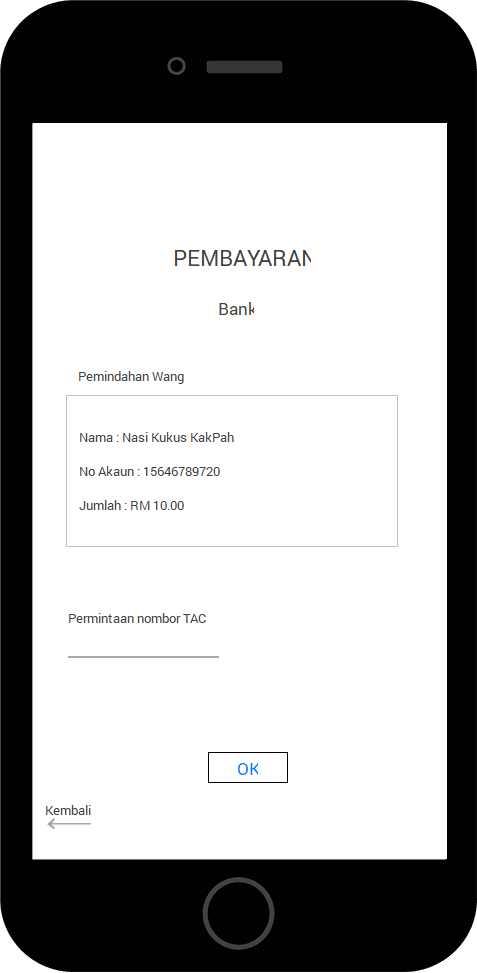 PEMBAYARAN
Bank
Pemindahan Wang
Nama : Nasi Kukus KakPah
No Akaun : 15646789720
Jumlah : RM 10.00
Permintaan nombor TAC
OK
Kembali